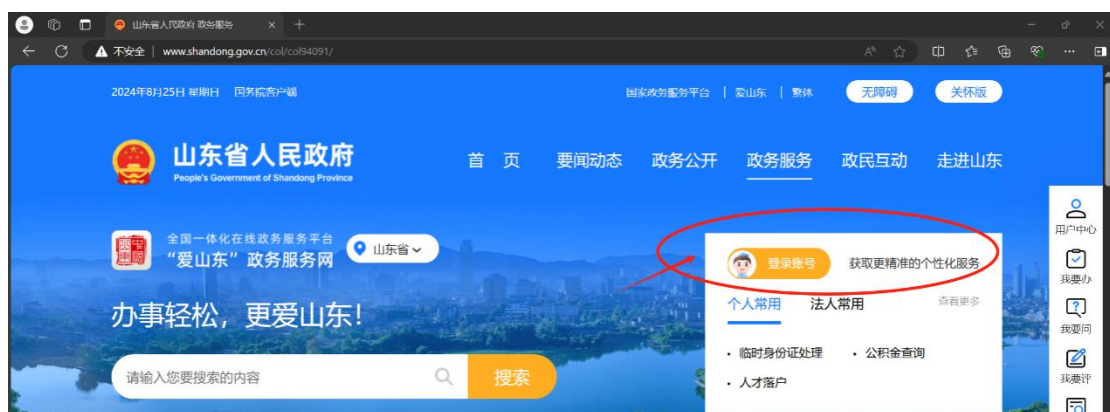 山东省人民政府 政务服务
不安全 | www.shandong.gov.cn/col/col94091/
2024年8月25日 星期日 国务院客户端
国家政务服务平台 | 爱山东 | 繁体 无障碍 关怀版
山东省人民政府
People's Government of Shandong Province
首 页 要闻动态 政务公开 政务服务 政民互动 走进山东
用户中心
全国一体化在线政务服务平台
“爱山东”政务服务网
山东省
登录账号 获取更精准的个性化服务
我要办
个人常用 法人常用 查看更多
办事轻松，更爱山东！
我要问
· 临时身份证处理 · 公积金查询
请输入您要搜索的内容 搜索
· 人才落户
我要评